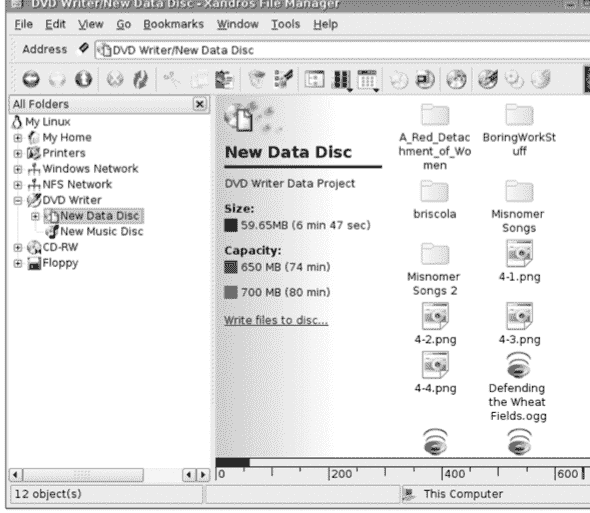 DVD Writer/New Data Disc - Xandros File Manager
File Edit View Go Bookmarks Window Tools Help
Address DVD Writer/New Data Disc
All Folders
My Linux
My Home
Printers
Windows Network
NFS Network
DVD Writer
New Data Disc
New Music Disc
CD-RW
Floppy
New Data Disc
DVD Writer Data Project
Size:
59.65MB (6 min 47 sec)
Capacity:
650 MB (74 min)
700 MB (80 min)
Write files to disc...
A_Red_Detac
hment_of_Wo
men
BoringWorkSt
uff
briscola
Misnomer
Songs
Misnomer
Songs 2
4-1.png
4-2.png
4-3.png
4-4.png
Defending
the Wheat
Fields.ogg
0 200 400 600
12 object(s)
This Computer